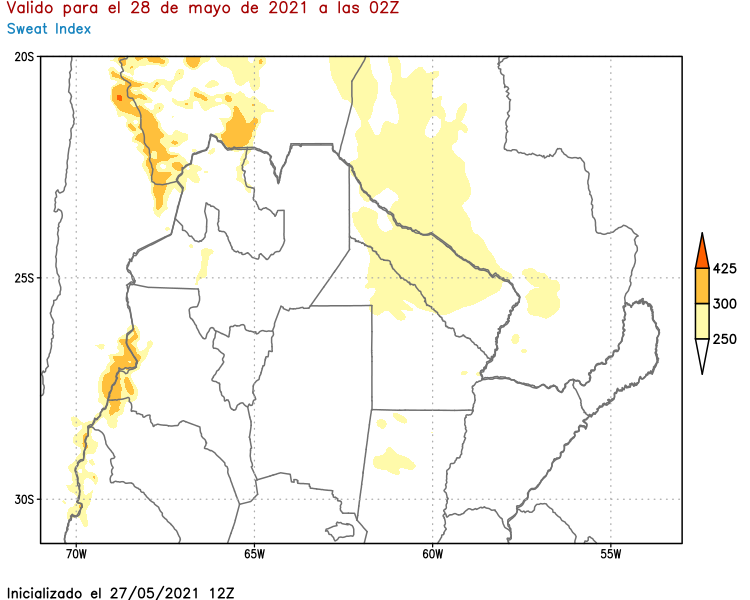 Valido para el 28 de mayo de 2021 a las 02Z
Sweat Index
20S
25S
30S
70W
65W
60W
55W
425
300
250
Inicializado el 27/05/2021 12Z